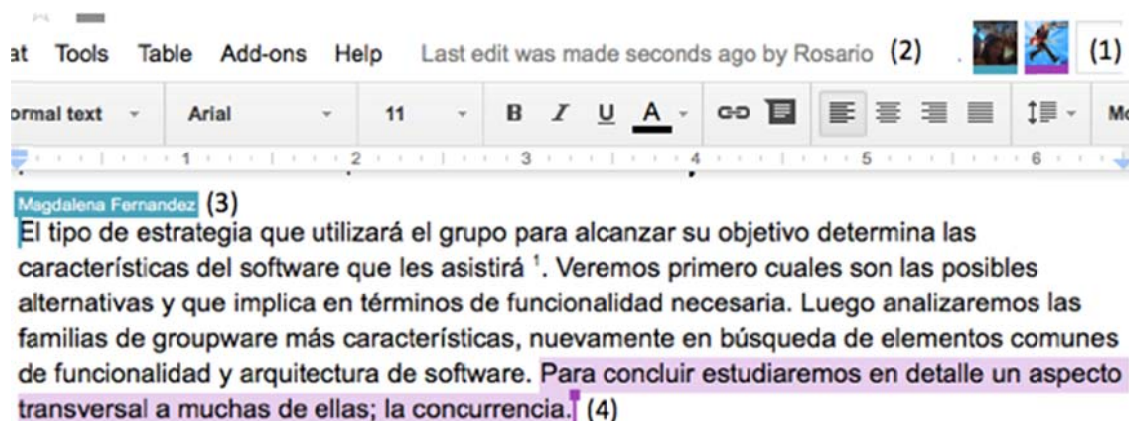 at Tools Table Add-ons Help Last edit was made seconds ago by Rosario (2) (1)
ormal text Arial 11 B I U A Mo
1 2 3 4 5 6
Magdalena Fernandez (3)
El tipo de estrategia que utilizará el grupo para alcanzar su objetivo determina las
características del software que les asistirá ¹. Veremos primero cuales son las posibles
alternativas y que implica en términos de funcionalidad necesaria. Luego analizaremos las
familias de groupware más características, nuevamente en búsqueda de elementos comunes
de funcionalidad y arquitectura de software. Para concluir estudiaremos en detalle un aspecto
transversal a muchas de ellas; la concurrencia. (4)